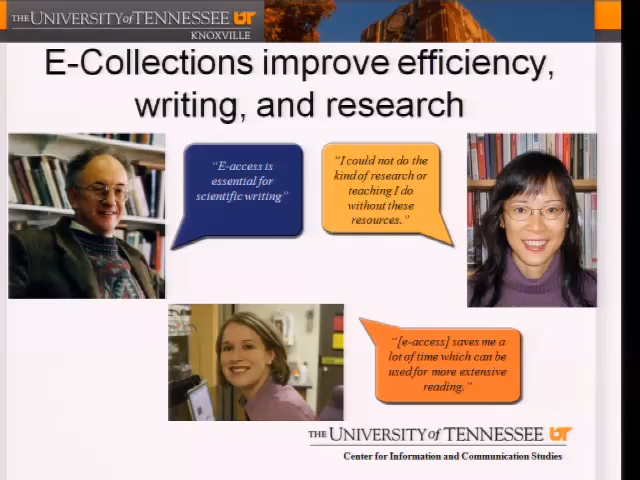 THE UNIVERSITY of TENNESSEE UT
KNOXVILLE
E-Collections improve efficiency,
writing, and research
"E-access is
essential for
scientific writing"
"I could not do the
kind of research or
teaching I do
without these
resources."
"[e-access] saves me a
lot of time which can be
used for more extensive
reading."
THE UNIVERSITY of TENNESSEE UT
Center for Information and Communication Studies